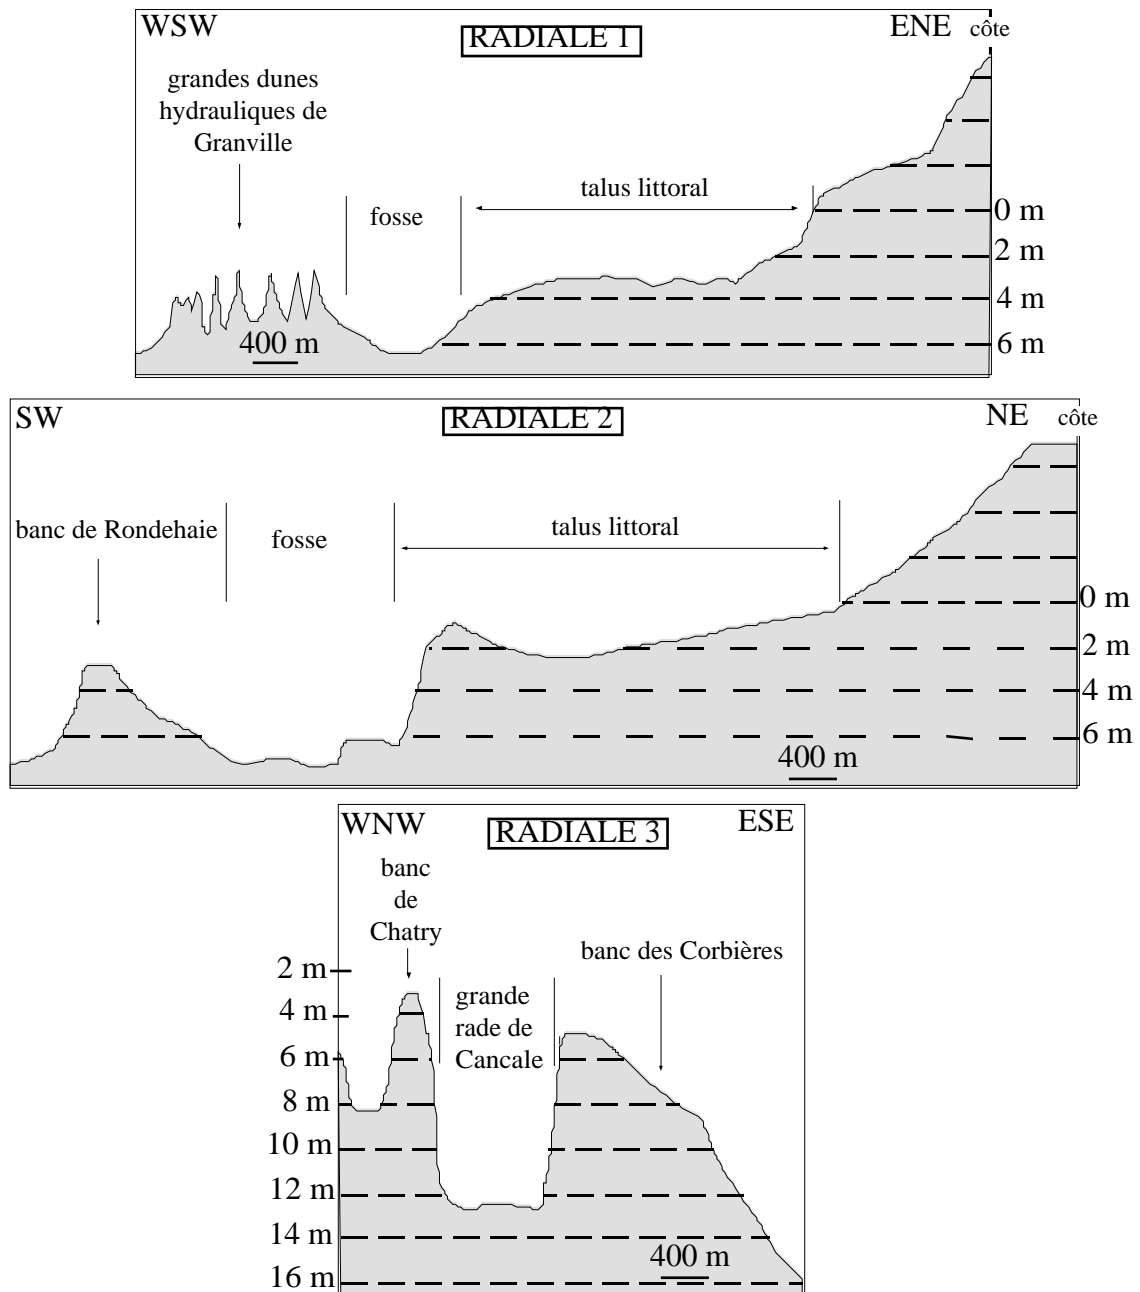 WSW
RADIALE 1
ENE
côte
grandes dunes
hydrauliques de
Granville
fosse
talus littoral
0 m
2 m
4 m
6 m
400 m
SW
RADIALE 2
NE
côte
banc de Rondehaie
fosse
talus littoral
0 m
2 m
4 m
6 m
400 m
WNW
RADIALE 3
ESE
banc
de
Chatry
banc des Corbières
grande
rade de
Cancale
2 m
4 m
6 m
8 m
10 m
12 m
14 m
16 m
400 m